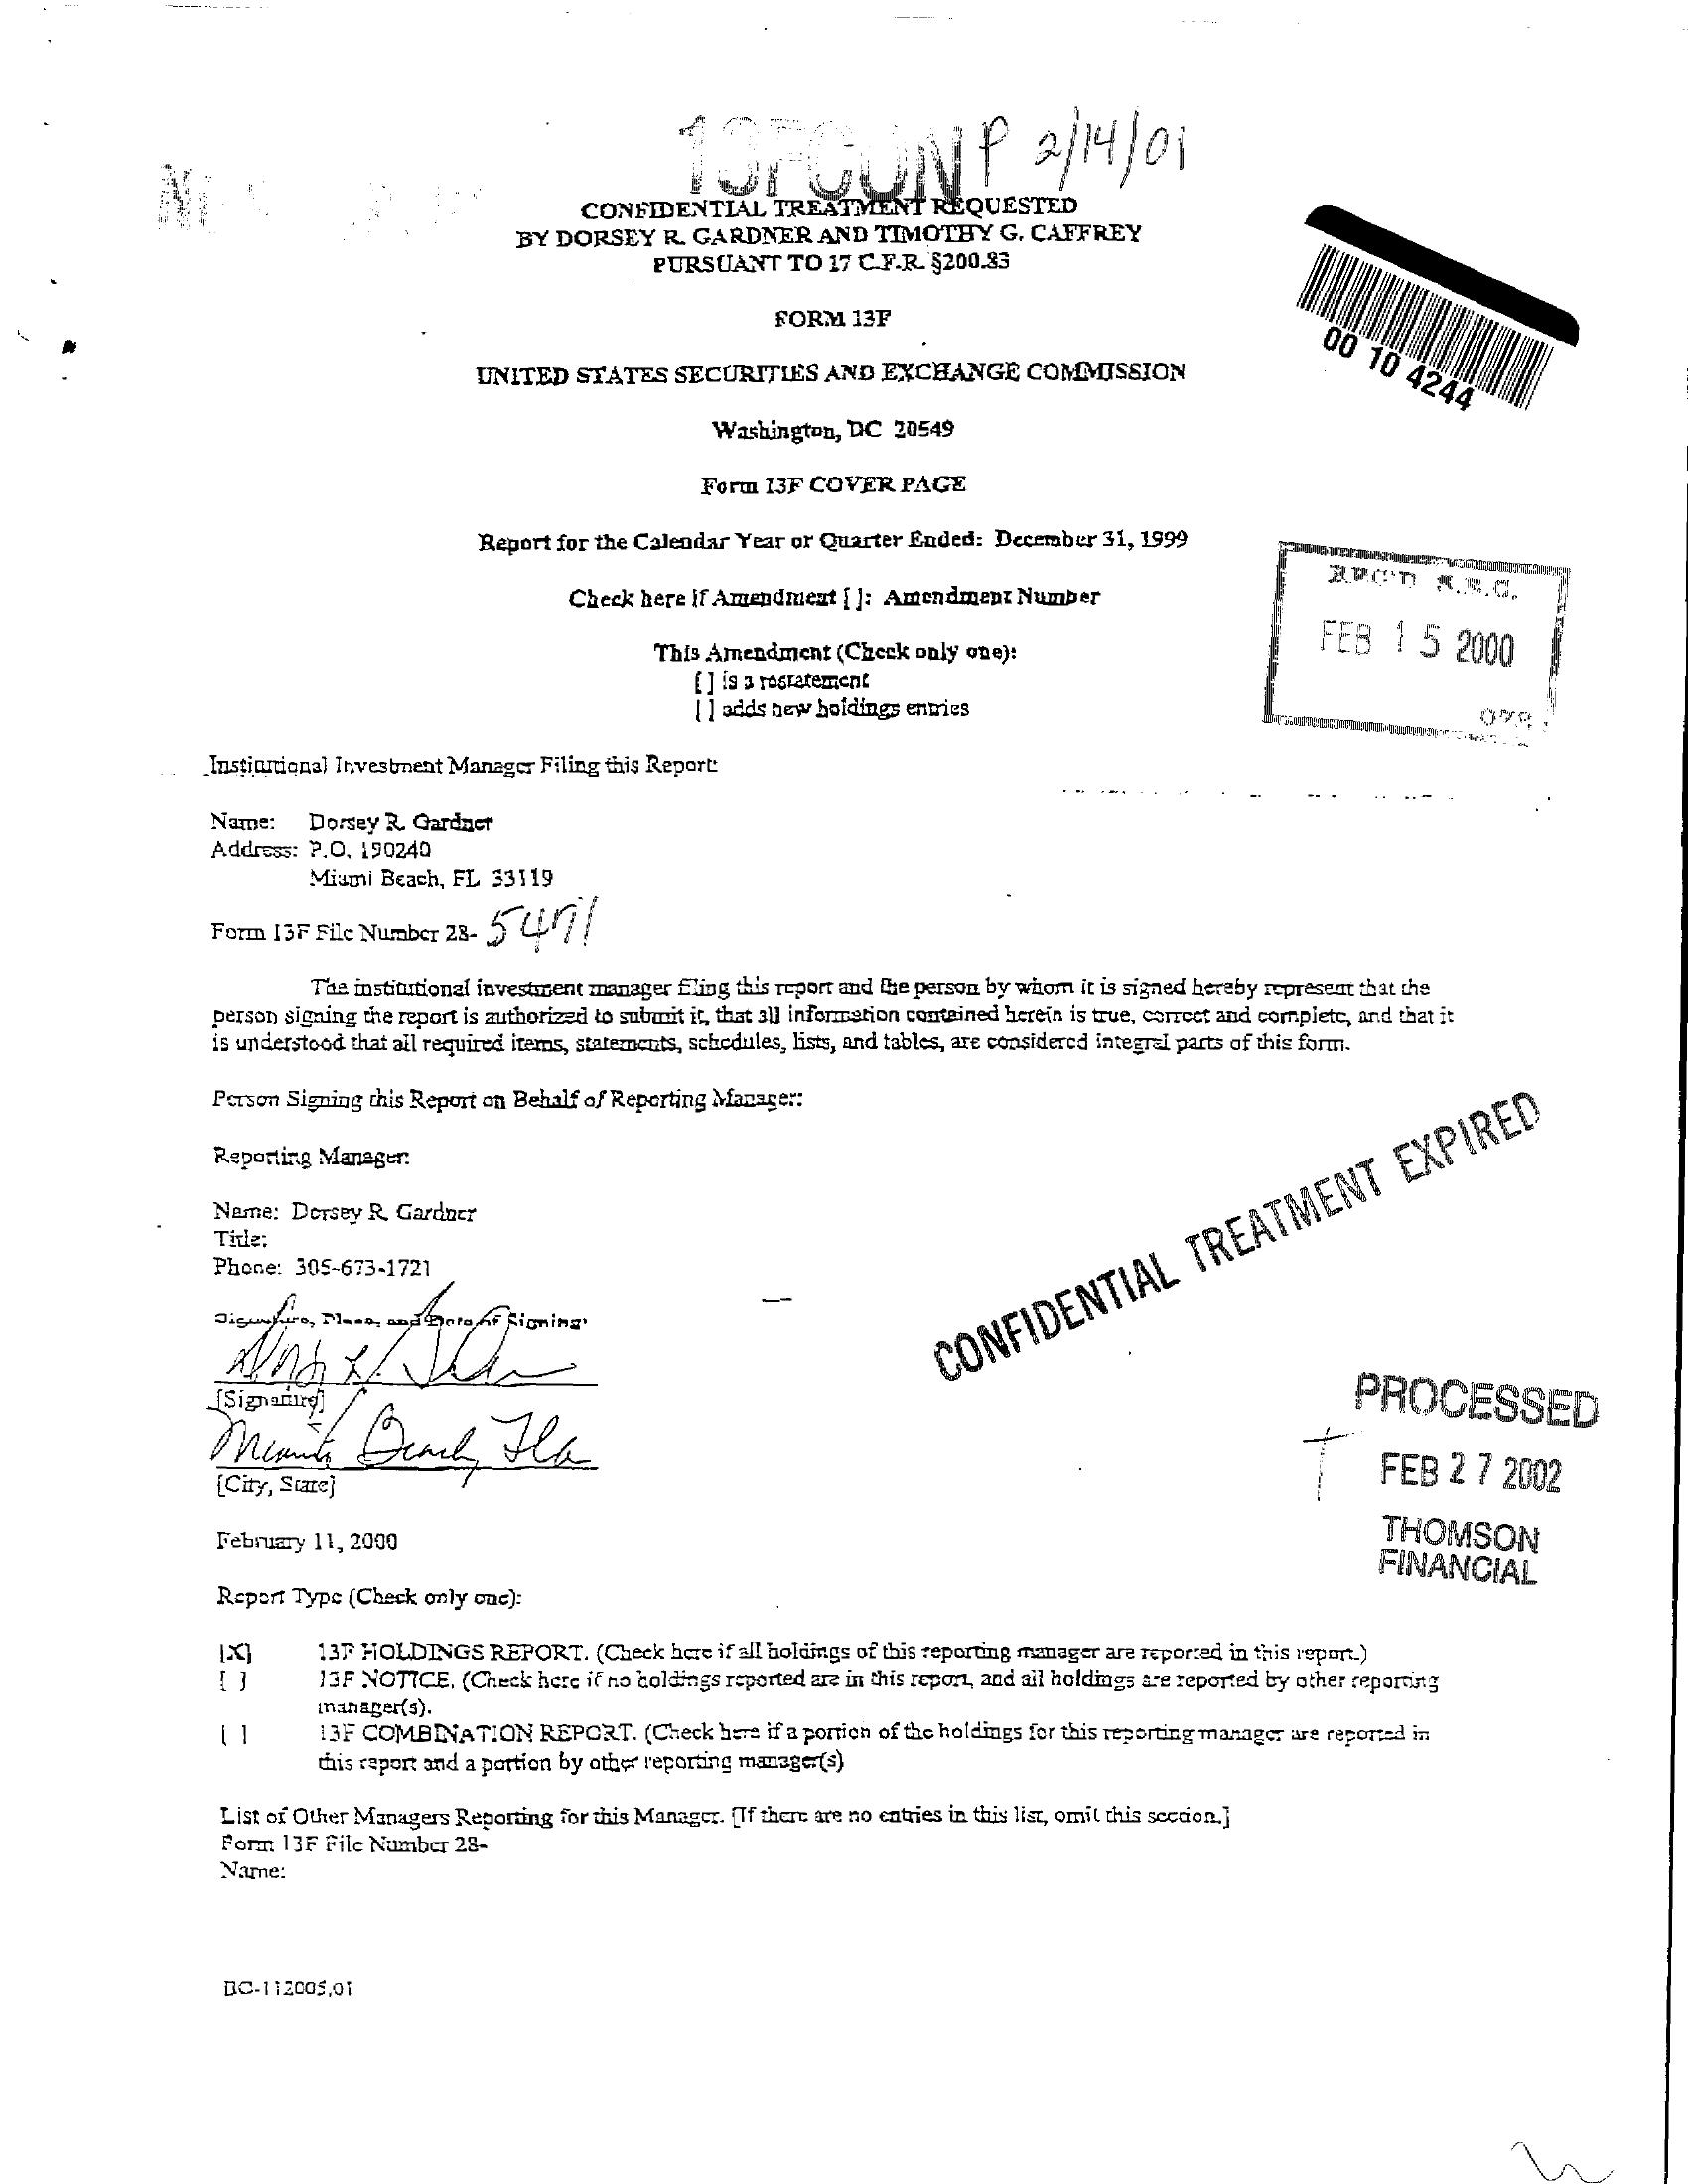 13FCONP 2/14/01
CONFIDENTIAL TREATMENT REQUESTED
BY DORSEY R. GARDNER AND TIMOTHY G. CAFFREY
PURSUANT TO 17 C.F.R. §200.83
FORM 13F
00 10 4244
UNITED STATES SECURITIES AND EXCHANGE COMMISSION
Washington, DC 20549
Form 13F COVER PAGE
Report for the Calendar Year or Quarter Ended: December 31, 1999
Check here if Amendment [ ]: Amendment Number
REC'D S.E.C.
FEB 15 2000
This Amendment (Check only one):
[ ] is a restatement
[ ] adds new holdings entries
Institutional Investment Manager Filing this Report:
Name: Dorsey R. Gardner
Address: P.O. 190240
Miami Beach, FL 33119
Form 13F File Number 28- 5471
The institutional investment manager filing this report and the person by whom it is signed hereby represent that the
person signing the report is authorized to submit it, that all information contained herein is true, correct and complete, and that it
is understood that all required items, statements, schedules, lists, and tables, are considered integral parts of this form.
Person Signing this Report on Behalf of Reporting Manager:
Reporting Manager:
Name: Dorsey R. Gardner
Title:
Phone: 305-673-1721
CONFIDENTIAL TREATMENT EXPIRED
Signature, Place, and Date of Signing:
[Signature]
Miami Beach, Fla
[City, State]
PROCESSED
FEB 27 2002
THOMSON
FINANCIAL
February 11, 2000
Report Type (Check only one):
[X] 13F HOLDINGS REPORT. (Check here if all holdings of this reporting manager are reported in this report.)
[ ] 13F NOTICE. (Check here if no holdings reported are in this report, and all holdings are reported by other reporting
manager(s).
[ ] 13F COMBINATION REPORT. (Check here if a portion of the holdings for this reporting manager are reported in
this report and a portion by other reporting manager(s)
List of Other Managers Reporting for this Manager. [If there are no entries in this list, omit this section.]
Form 13F File Number 28-
Name:
DC-112005.01